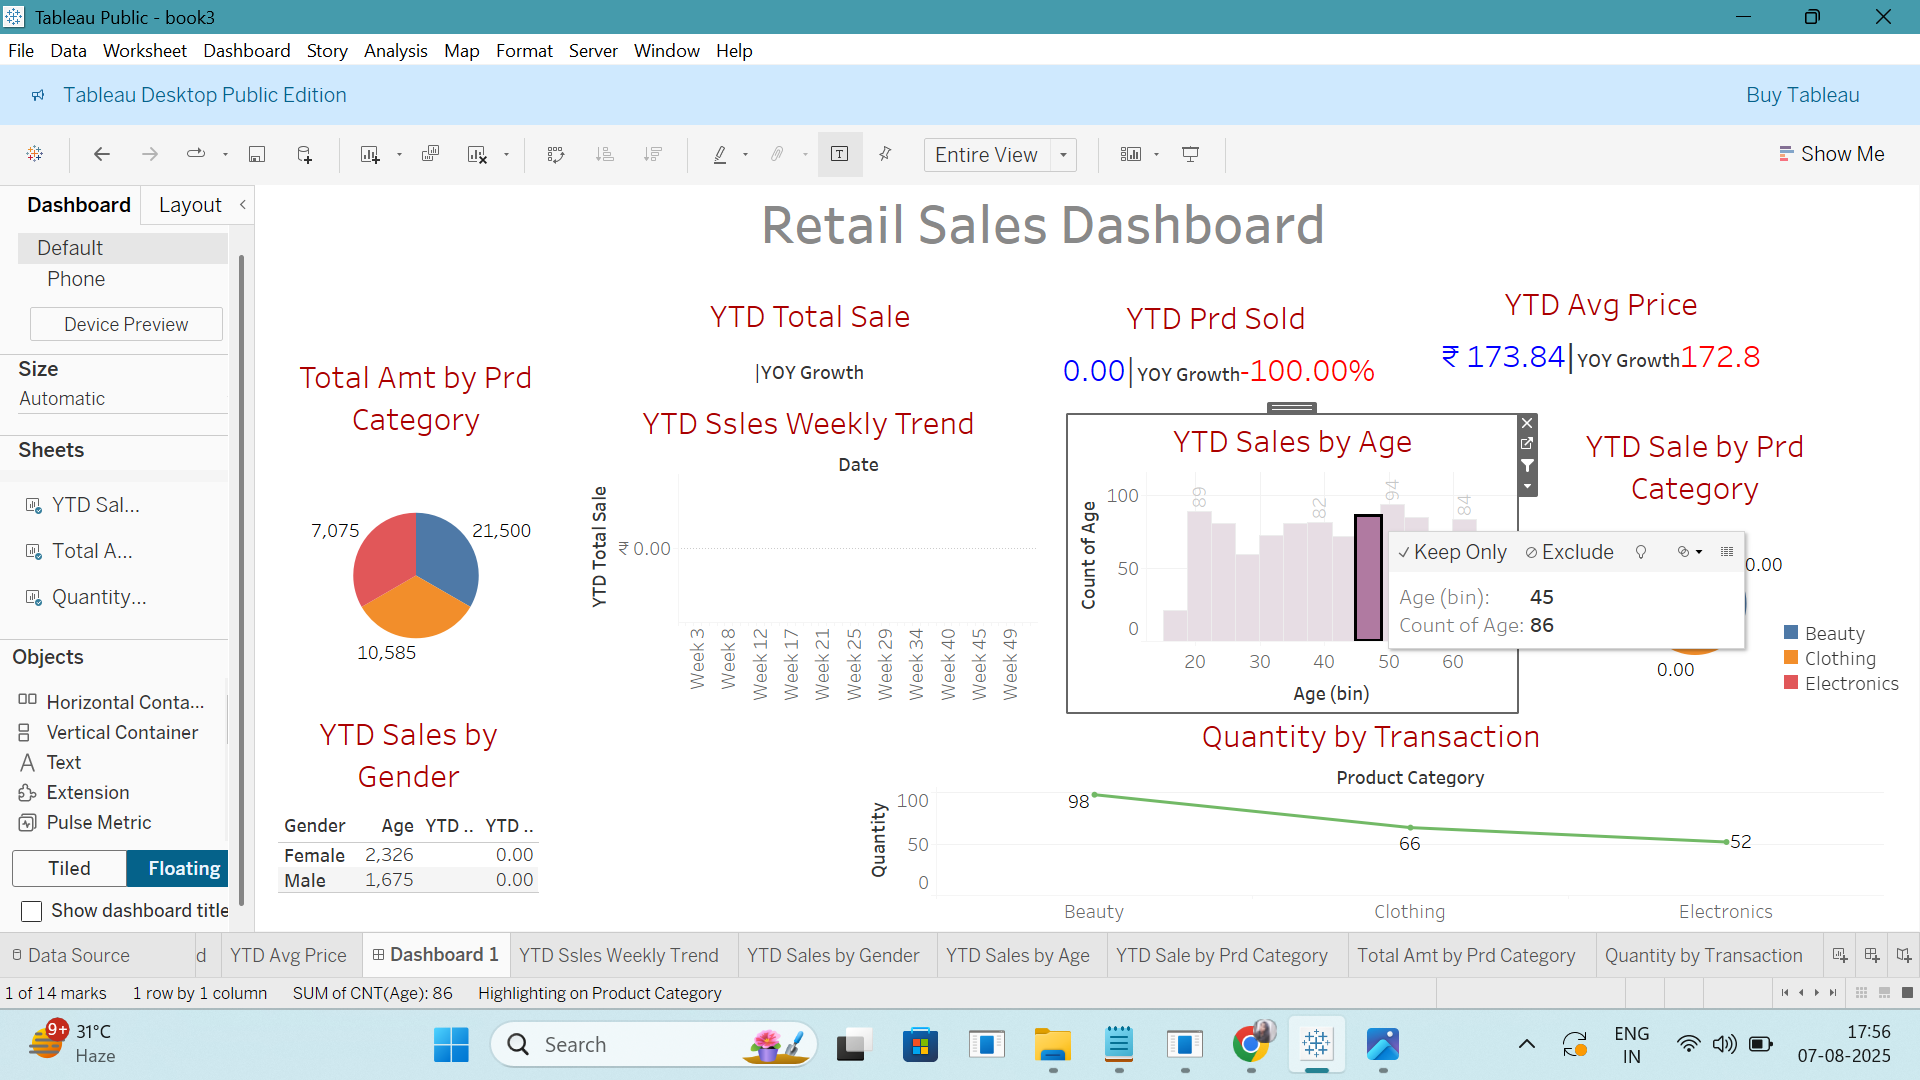 Tableau Public - book3
File Data Worksheet Dashboard Story Analysis Map Format Server Window Help
Tableau Desktop Public Edition
Buy Tableau
Entire View
Show Me
Dashboard Layout
Default
Phone
Device Preview
Size
Automatic
Sheets
YTD Sal...
Total A...
Quantity...
Objects
Horizontal Conta...
Vertical Container
Text
Extension
Pulse Metric
Tiled Floating
Show dashboard title
Retail Sales Dashboard
Total Amt by Prd
Category
7,075
21,500
10,585
YTD Total Sale
|YOY Growth
YTD Prd Sold
0.00|YOY Growth-100.00%
YTD Avg Price
₹ 173.84|YOY Growth172.8
YTD Ssles Weekly Trend
Date
YTD Total Sale
₹ 0.00
Week 3
Week 8
Week 12
Week 17
Week 21
Week 25
Week 29
Week 34
Week 40
Week 45
Week 49
YTD Sales by Age
Count of Age
100
50
0
89
82
94
84
20 30 40 50 60
Age (bin)
Keep Only Exclude
Age (bin): 45
Count of Age: 86
YTD Sale by Prd
Category
0.00
0.00
Beauty
Clothing
Electronics
YTD Sales by
Gender
Gender Age YTD .. YTD ..
Female 2,326 0.00
Male 1,675 0.00
Quantity by Transaction
Product Category
Quantity
100
50
0
98
66
52
Beauty Clothing Electronics
Data Source d YTD Avg Price Dashboard 1 YTD Ssles Weekly Trend YTD Sales by Gender YTD Sales by Age YTD Sale by Prd Category Total Amt by Prd Category Quantity by Transaction
1 of 14 marks 1 row by 1 column SUM of CNT(Age): 86 Highlighting on Product Category
9+
31°C
Haze
Search
ENG
IN
17:56
07-08-2025